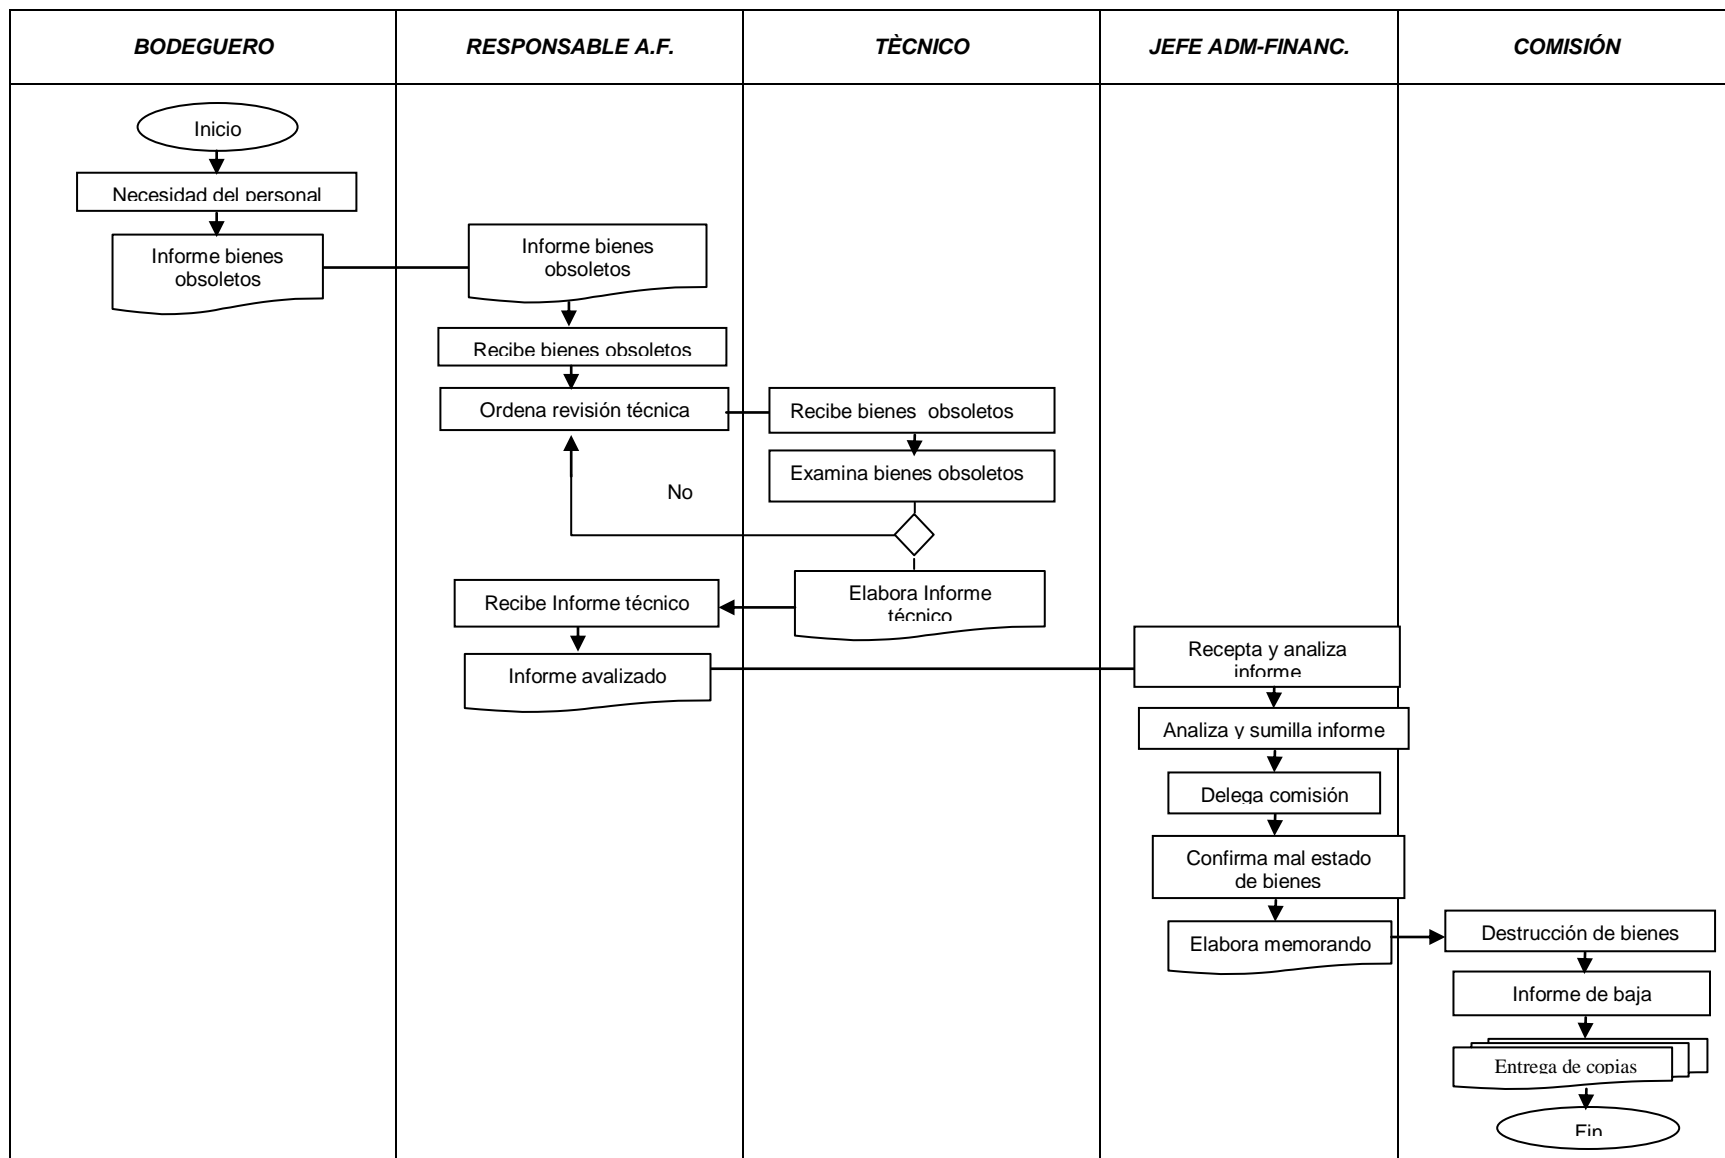 BODEGUERO
RESPONSABLE A.F.
TÈCNICO
JEFE ADM-FINANC.
COMISIÓN
Inicio
Necesidad del personal
Informe bienes
obsoletos
Informe bienes
obsoletos
Recibe bienes obsoletos
Ordena revisión técnica
Recibe bienes  obsoletos
Examina bienes obsoletos
No
Elabora Informe
técnico
Recibe Informe técnico
Informe avalizado
Recepta y analiza
informe
Analiza y sumilla informe
Delega comisión
Confirma mal estado
de bienes
Elabora memorando
Destrucción de bienes
Informe de baja
Entrega de copias
Fin